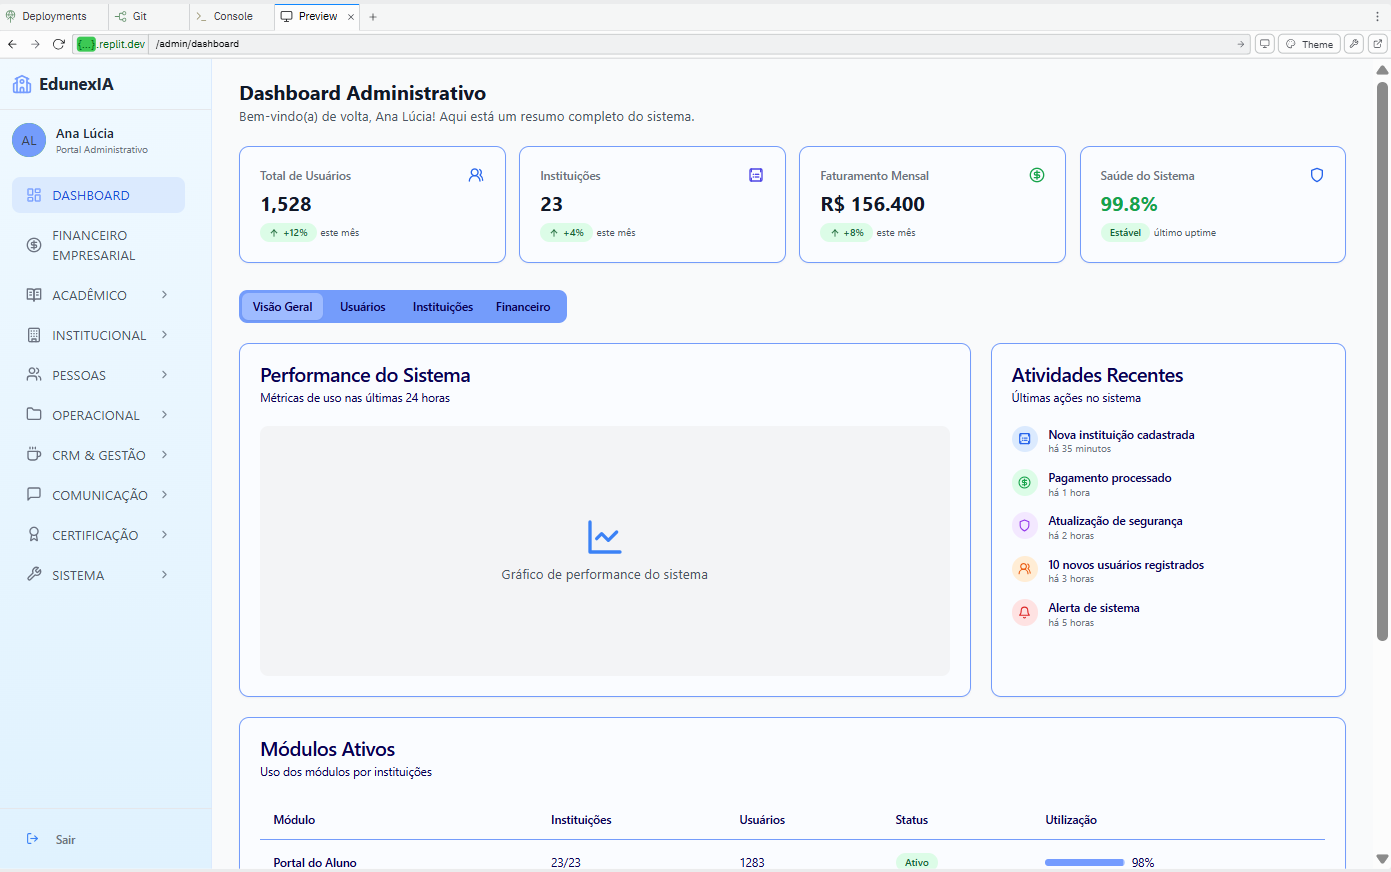 Deployments
Git
Console
Preview
{...}.replit.dev
/admin/dashboard
Theme
EdunexIA
AL
Ana Lúcia
Portal Administrativo
DASHBOARD
FINANCEIRO
EMPRESARIAL
ACADÊMICO
INSTITUCIONAL
PESSOAS
OPERACIONAL
CRM & GESTÃO
COMUNICAÇÃO
CERTIFICAÇÃO
SISTEMA
Sair
Dashboard Administrativo
Bem-vindo(a) de volta, Ana Lúcia! Aqui está um resumo completo do sistema.
Total de Usuários
1,528
+12% este mês
Instituições
23
+4% este mês
Faturamento Mensal
R$ 156.400
+8% este mês
Saúde do Sistema
99.8%
Estável último uptime
Visão Geral
Usuários
Instituições
Financeiro
Performance do Sistema
Métricas de uso nas últimas 24 horas
Gráfico de performance do sistema
Atividades Recentes
Últimas ações no sistema
Nova instituição cadastrada
há 35 minutos
Pagamento processado
há 1 hora
Atualização de segurança
há 2 horas
10 novos usuários registrados
há 3 horas
Alerta de sistema
há 5 horas
Módulos Ativos
Uso dos módulos por instituições
Módulo Instituições Usuários Status Utilização
Portal do Aluno 23/23 1283 Ativo 98%